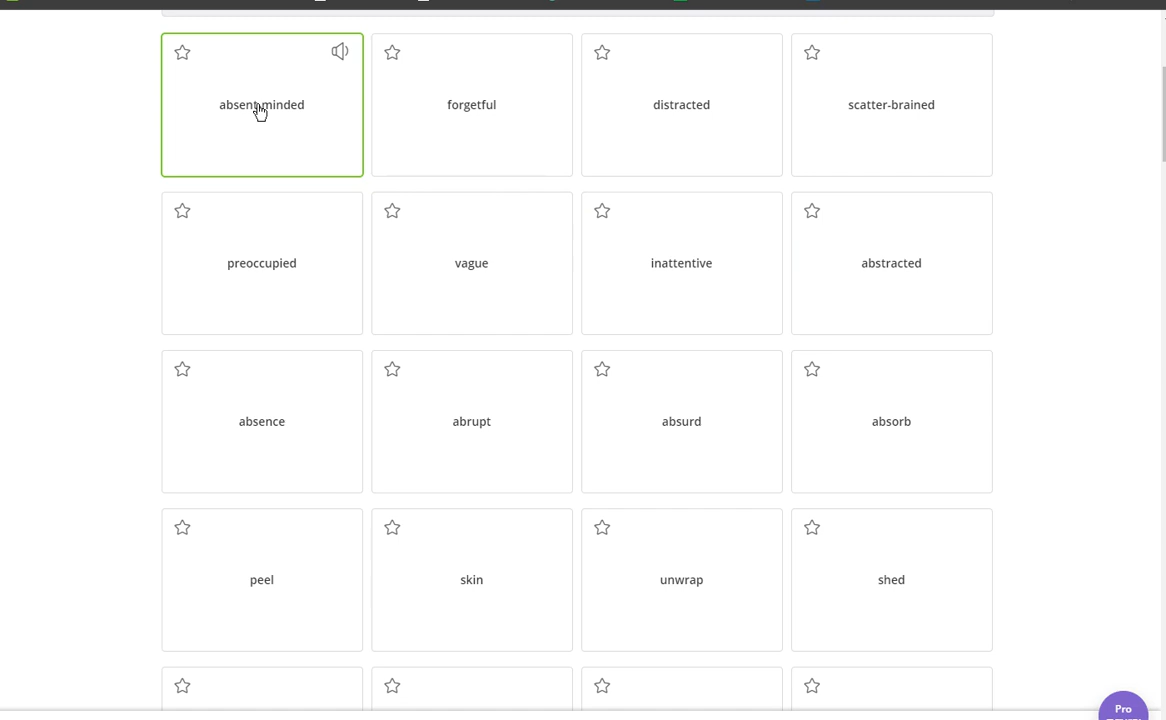 absent-minded
forgetful
distracted
scatter-brained
preoccupied
vague
inattentive
abstracted
absence
abrupt
absurd
absorb
peel
skin
unwrap
shed
Pro